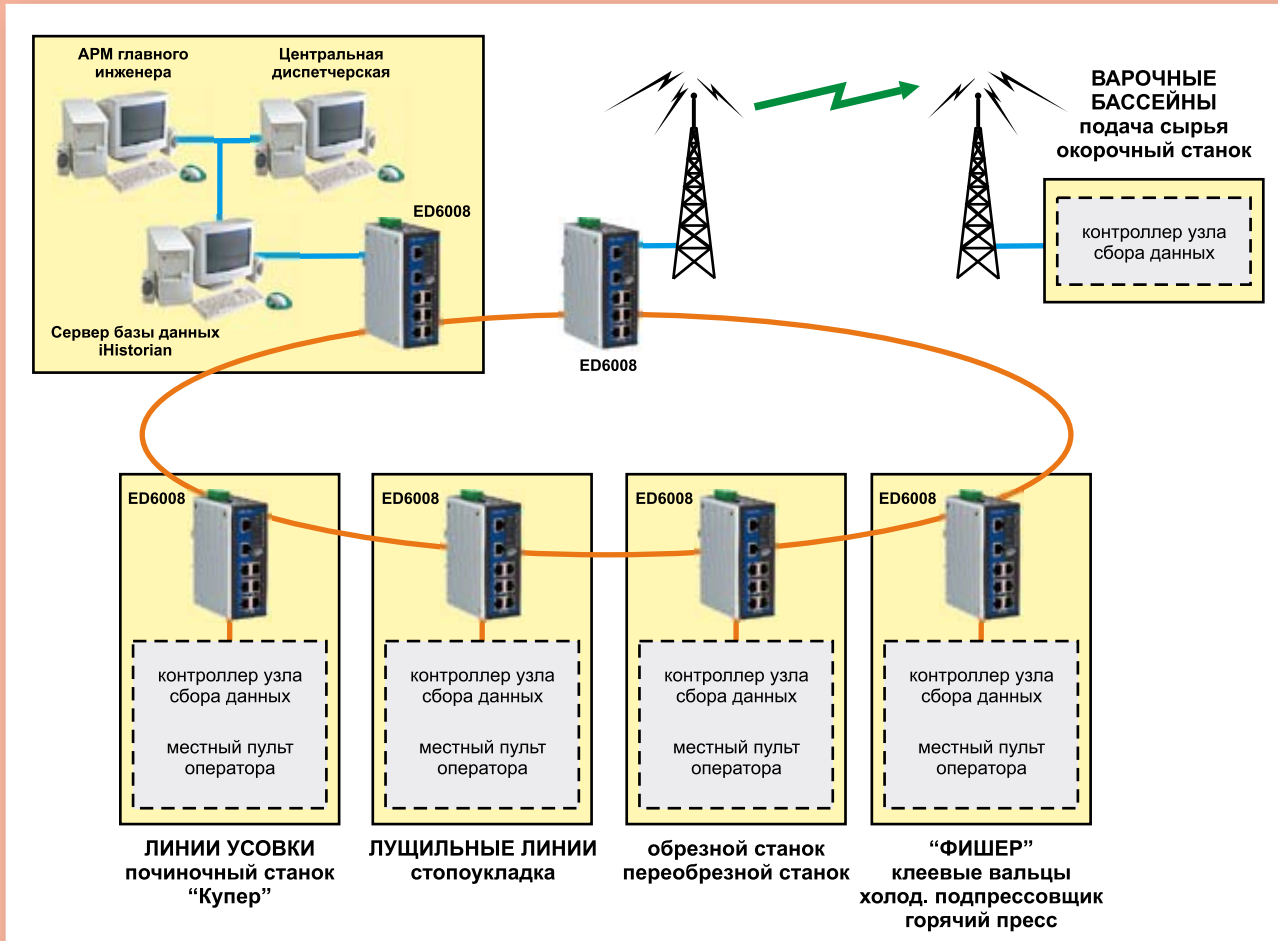 АРМ главного
инженера
Центральная
диспетчерская
ED6008
Сервер базы данных
iHistorian
ED6008
ВАРОЧНЫЕ
БАССЕЙНЫ
подача сырья
окорочный станок
контроллер узла
сбора данных
ED6008
контроллер узла
сбора данных
местный пульт
оператора
ЛИНИИ УСОВКИ
починочный станок
“Купер”
ED6008
контроллер узла
сбора данных
местный пульт
оператора
ЛУЩИЛЬНЫЕ ЛИНИИ
стопоукладка
ED6008
контроллер узла
сбора данных
местный пульт
оператора
обрезной станок
переобрезной станок
ED6008
контроллер узла
сбора данных
местный пульт
оператора
“ФИШЕР”
клеевые вальцы
холод. подпрессовщик
горячий пресс